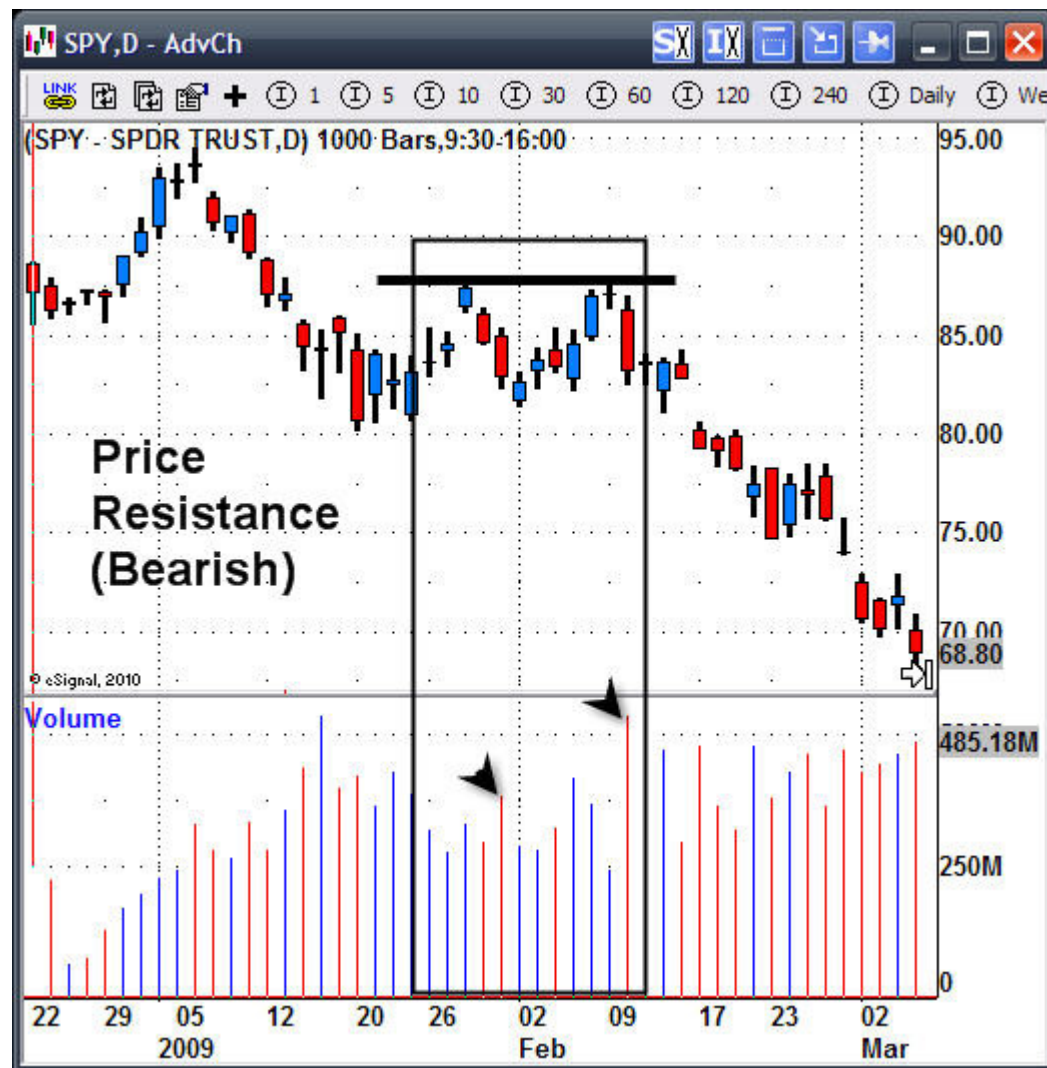 SPY,D - AdvCh
LINK 1 5 10 30 60 120 240 Daily We
(SPY - SPDR TRUST,D) 1000 Bars,9:30-16:00
95.00
90.00
85.00
80.00
Price
Resistance
(Bearish)
75.00
70.00
68.80
© eSignal, 2010
Volume
485.18M
250M
0
22 29 05 12 20 26 02 09 17 23 02
2009 Feb Mar